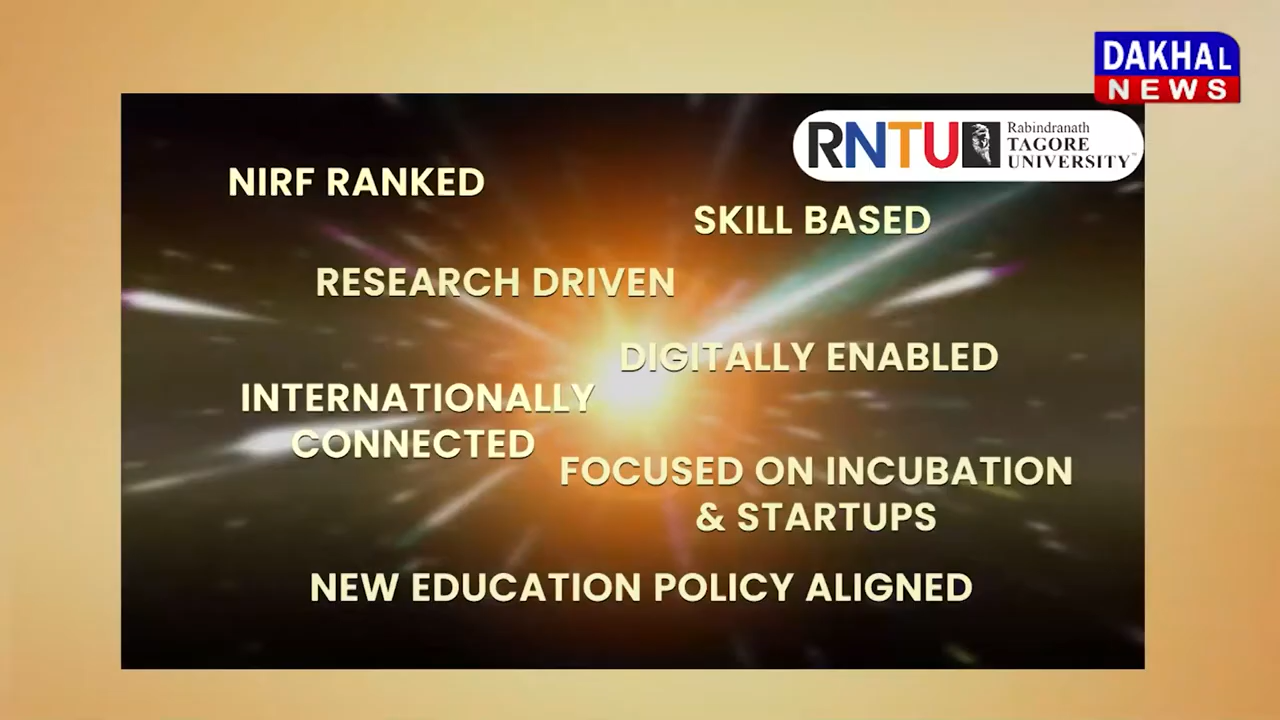 DAKHAL
NEWS
RNTU
Rabindranath
TAGORE
UNIVERSITY™
NIRF RANKED
SKILL BASED
RESEARCH DRIVEN
DIGITALLY ENABLED
INTERNATIONALLY
CONNECTED
FOCUSED ON INCUBATION
& STARTUPS
NEW EDUCATION POLICY ALIGNED